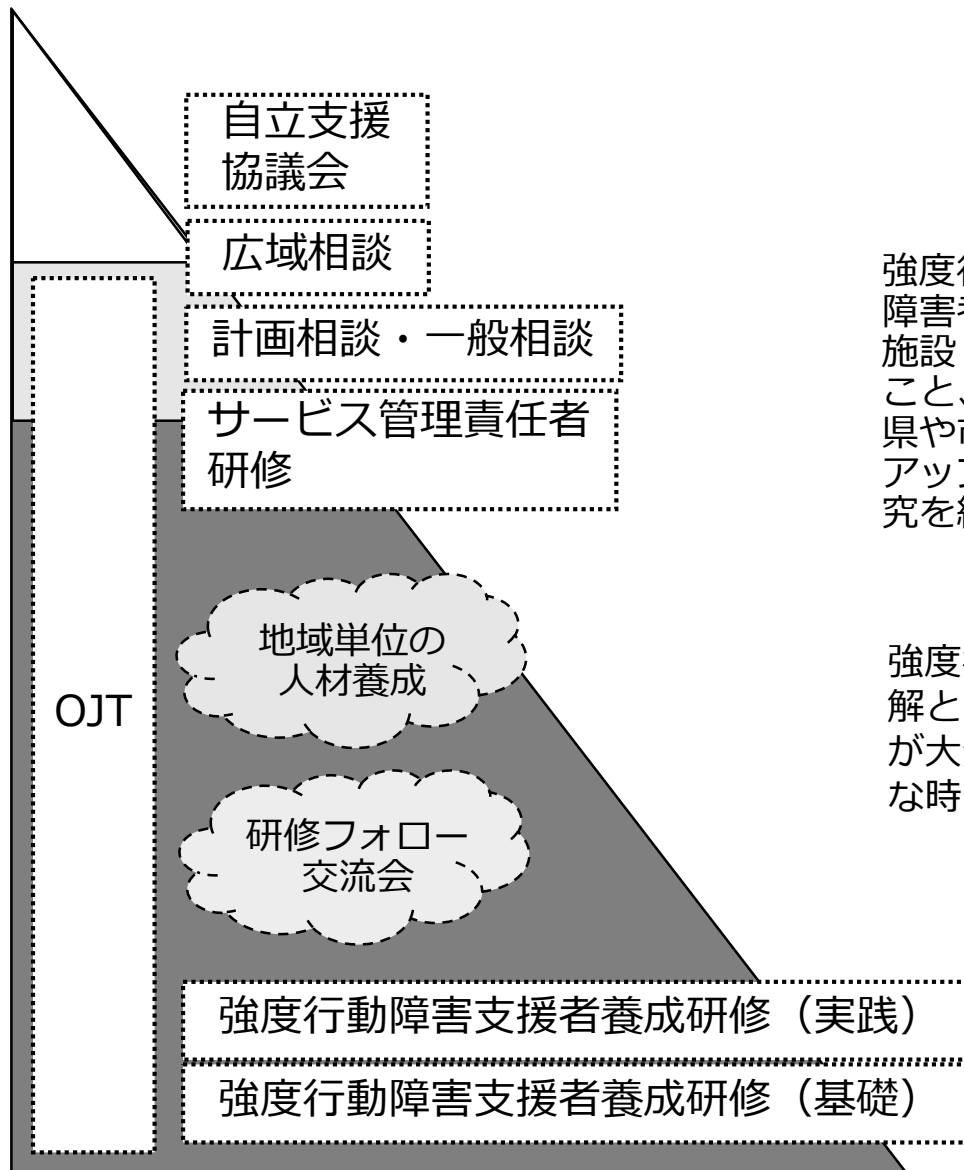 自立支援
協議会
広域相談
計画相談・一般相談
サービス管理責任者
研修
OJT
地域単位の
人材養成
研修フォロー
交流会
強度行動障害支援者養成研修（実践）
強度行動障害支援者養成研修（基礎）
強度
障害
施設
こと、
県や
アップ
究を
強度
解と
が大
な時